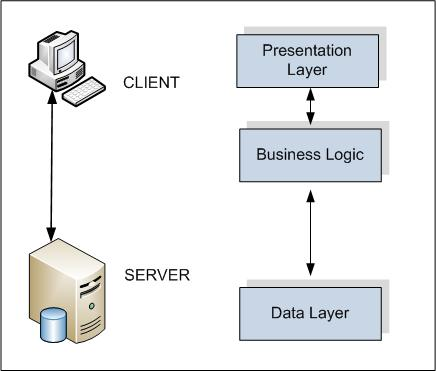 CLIENT
Presentation
Layer
Business Logic
SERVER
Data Layer